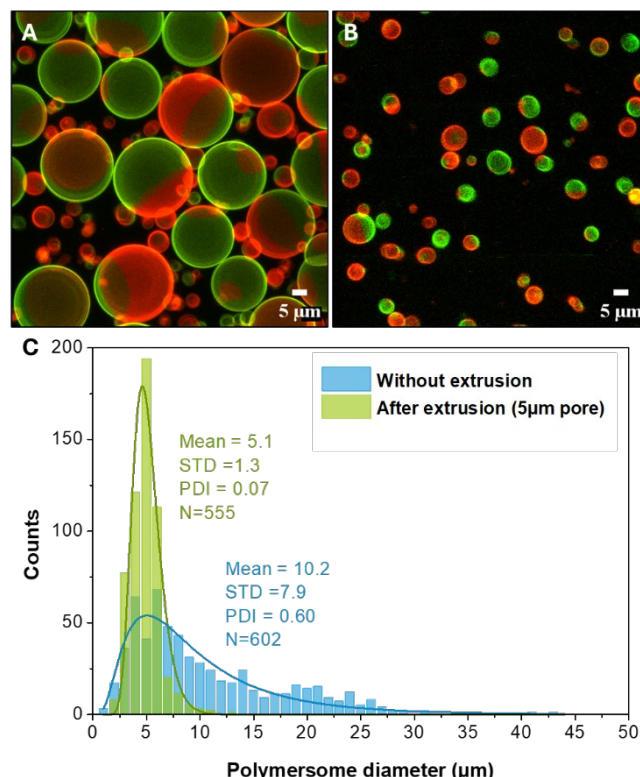 A
B
5 μm
5 μm
C
200
150
100
50
0
Counts
Without extrusion
After extrusion (5μm pore)
Mean = 5.1
STD =1.3
PDI = 0.07
N=555
Mean = 10.2
STD =7.9
PDI = 0.60
N=602
0 5 10 15 20 25 30 35 40 45 50
Polymersome diameter (μm)